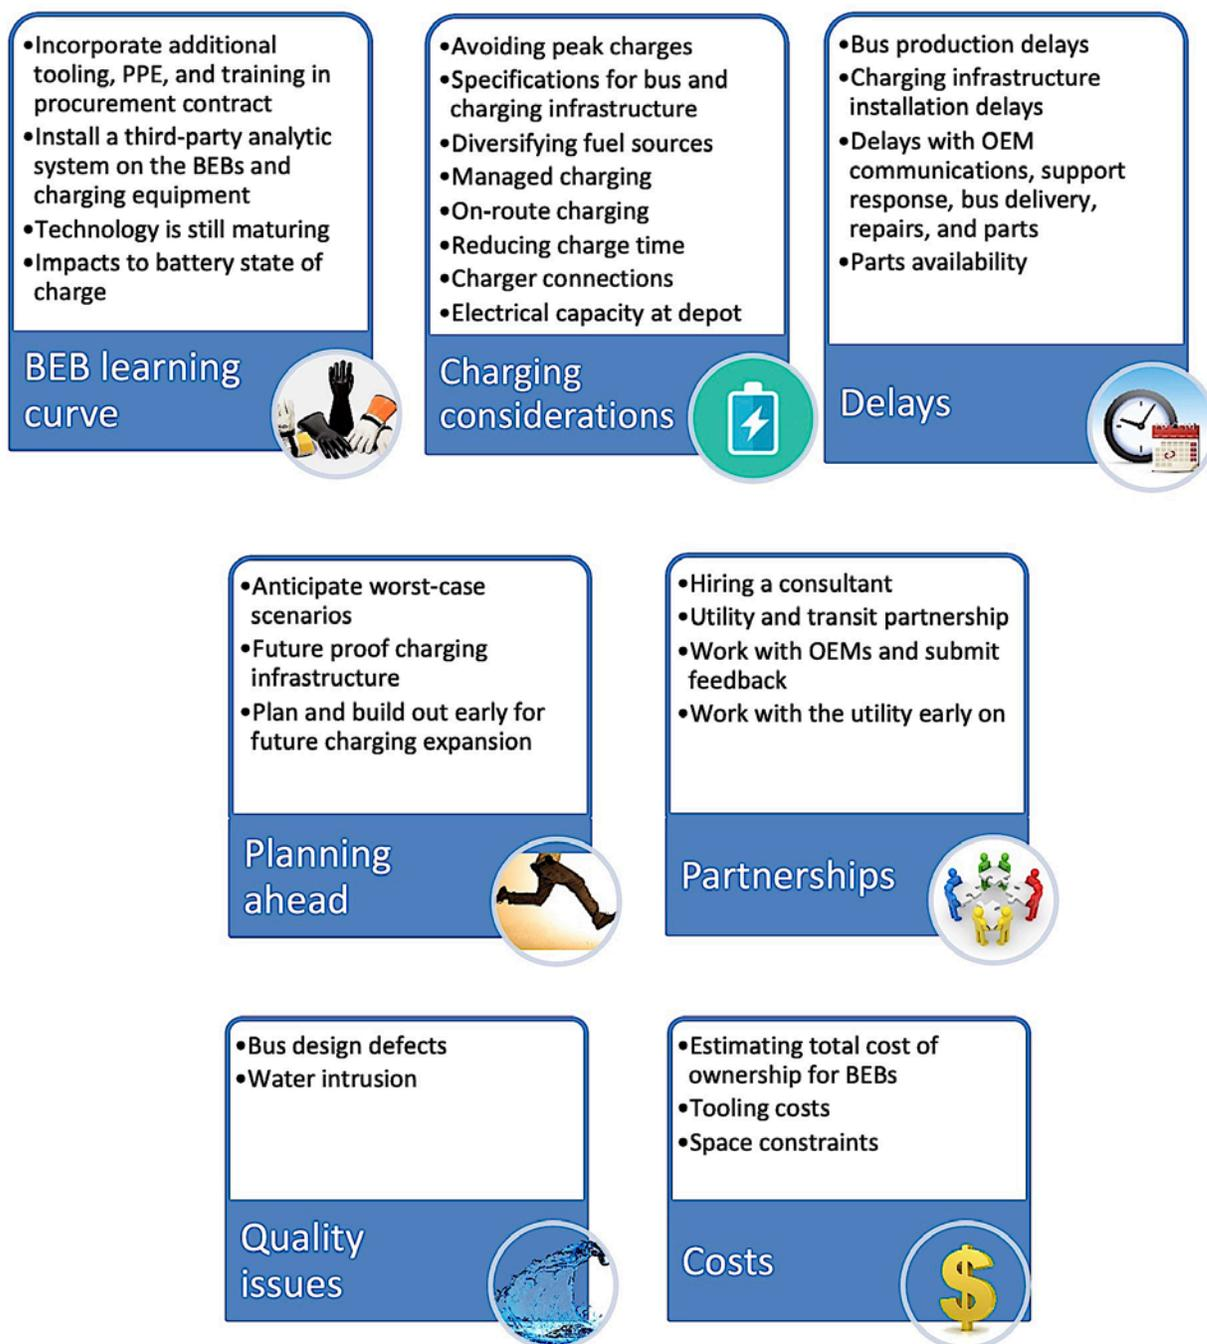 •Incorporate additional
tooling, PPE, and training in
procurement contract
•Install a third-party analytic
system on the BEBs and
charging equipment
•Technology is still maturing
•Impacts to battery state of
charge
BEB learning
curve
•Avoiding peak charges
•Specifications for bus and
charging infrastructure
•Diversifying fuel sources
•Managed charging
•On-route charging
•Reducing charge time
•Charger connections
•Electrical capacity at depot
Charging
considerations
•Bus production delays
•Charging infrastructure
installation delays
•Delays with OEM
communications, support
response, bus delivery,
repairs, and parts
•Parts availability
Delays
•Anticipate worst-case
scenarios
•Future proof charging
infrastructure
•Plan and build out early for
future charging expansion
Planning
ahead
•Hiring a consultant
•Utility and transit partnership
•Work with OEMs and submit
feedback
•Work with the utility early on
Partnerships
•Bus design defects
•Water intrusion
Quality
issues
•Estimating total cost of
ownership for BEBs
•Tooling costs
•Space constraints
Costs
$